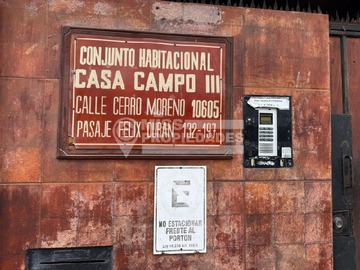 CONJUNTO HABITACIONAL
CASA CAMPO III
CALLE CERRO MORENO 10605
PASAJE FELIX DURAN 132-197
PROPIEDADES
E
NO ESTACIONAR
FRENTE AL
PORTON